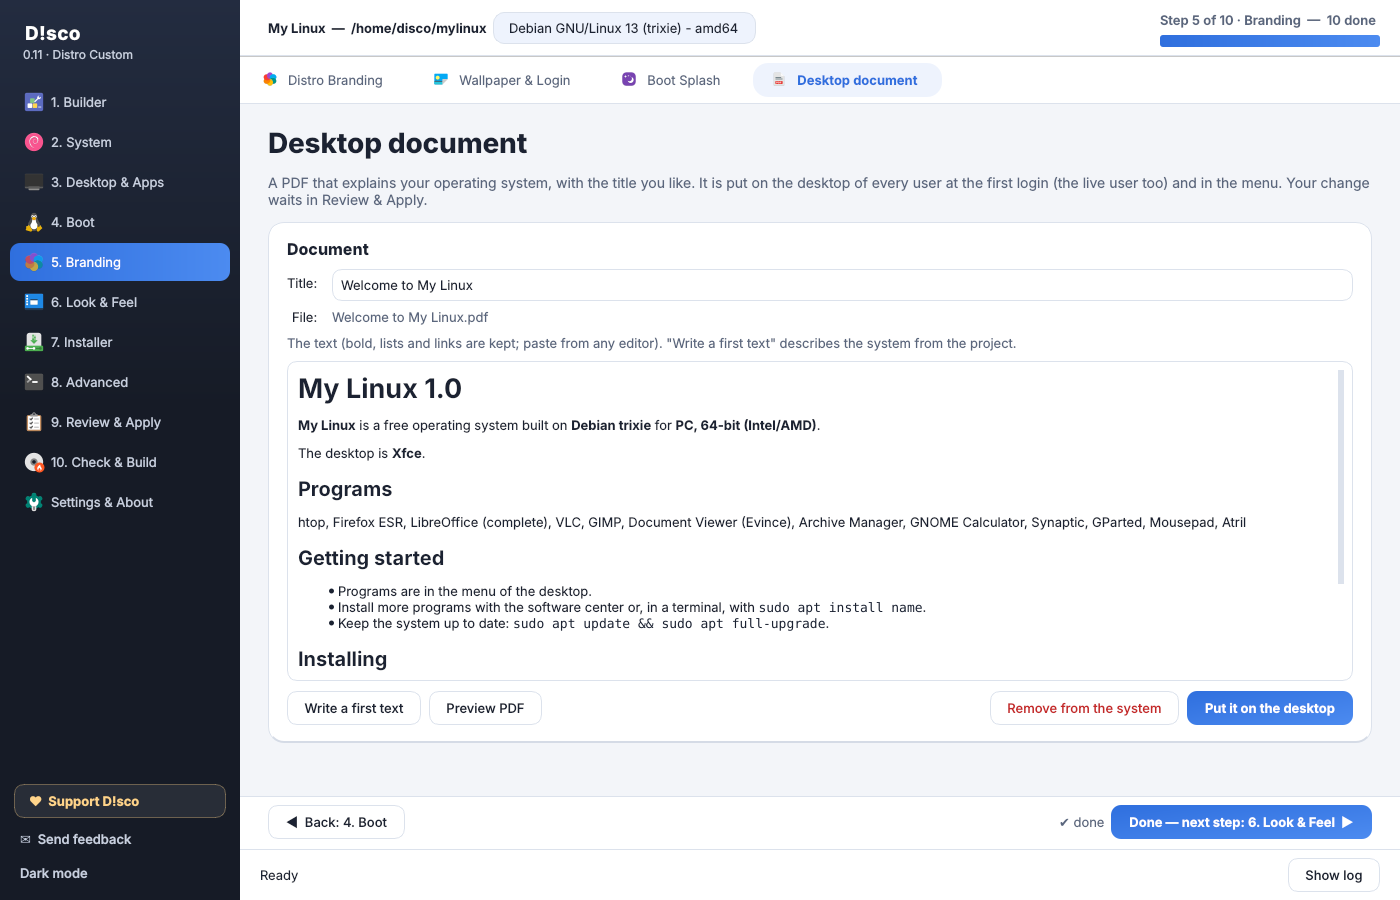 D!sco
0.11 · Distro Custom
1. Builder
2. System
3. Desktop & Apps
4. Boot
5. Branding
6. Look & Feel
7. Installer
8. Advanced
9. Review & Apply
10. Check & Build
Settings & About
Support D!sco
Send feedback
Dark mode
My Linux — /home/disco/mylinux
Debian GNU/Linux 13 (trixie) - amd64
Step 5 of 10 · Branding — 10 done
Distro Branding
Wallpaper & Login
Boot Splash
Desktop document
Desktop document
A PDF that explains your operating system, with the title you like. It is put on the desktop of every user at the first login (the live user too) and in the menu. Your change
waits in Review & Apply.
Document
Title: Welcome to My Linux
File: Welcome to My Linux.pdf
The text (bold, lists and links are kept; paste from any editor). "Write a first text" describes the system from the project.
My Linux 1.0
My Linux is a free operating system built on Debian trixie for PC, 64-bit (Intel/AMD).
The desktop is Xfce.
Programs
htop, Firefox ESR, LibreOffice (complete), VLC, GIMP, Document Viewer (Evince), Archive Manager, GNOME Calculator, Synaptic, GParted, Mousepad, Atril
Getting started
• Programs are in the menu of the desktop.
• Install more programs with the software center or, in a terminal, with sudo apt install name.
• Keep the system up to date: sudo apt update && sudo apt full-upgrade.
Installing
Write a first text
Preview PDF
Remove from the system
Put it on the desktop
◀ Back: 4. Boot
✔ done
Done — next step: 6. Look & Feel ▶
Ready
Show log